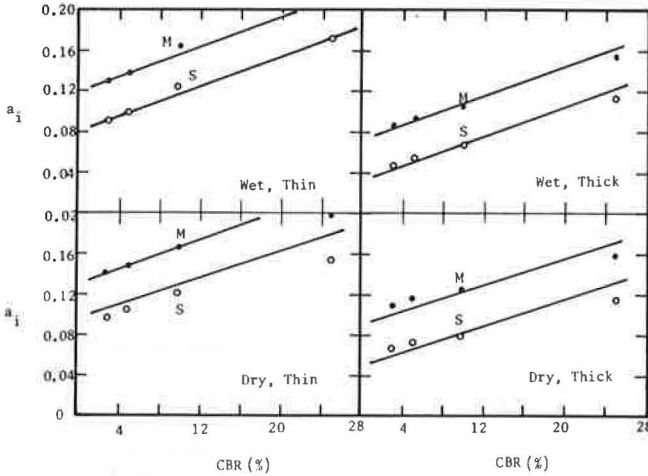 0.20
0.16
M
0.12
S
M
a_i
0.08
S
0.04
Wet, Thin
Wet, Thick
0.02
M
0.16
M
0.12
S
S
a_i
0.08
0.04
Dry, Thin
Dry, Thick
0
4 12 20 28 4 12 20 28
CBR (%) CBR (%)